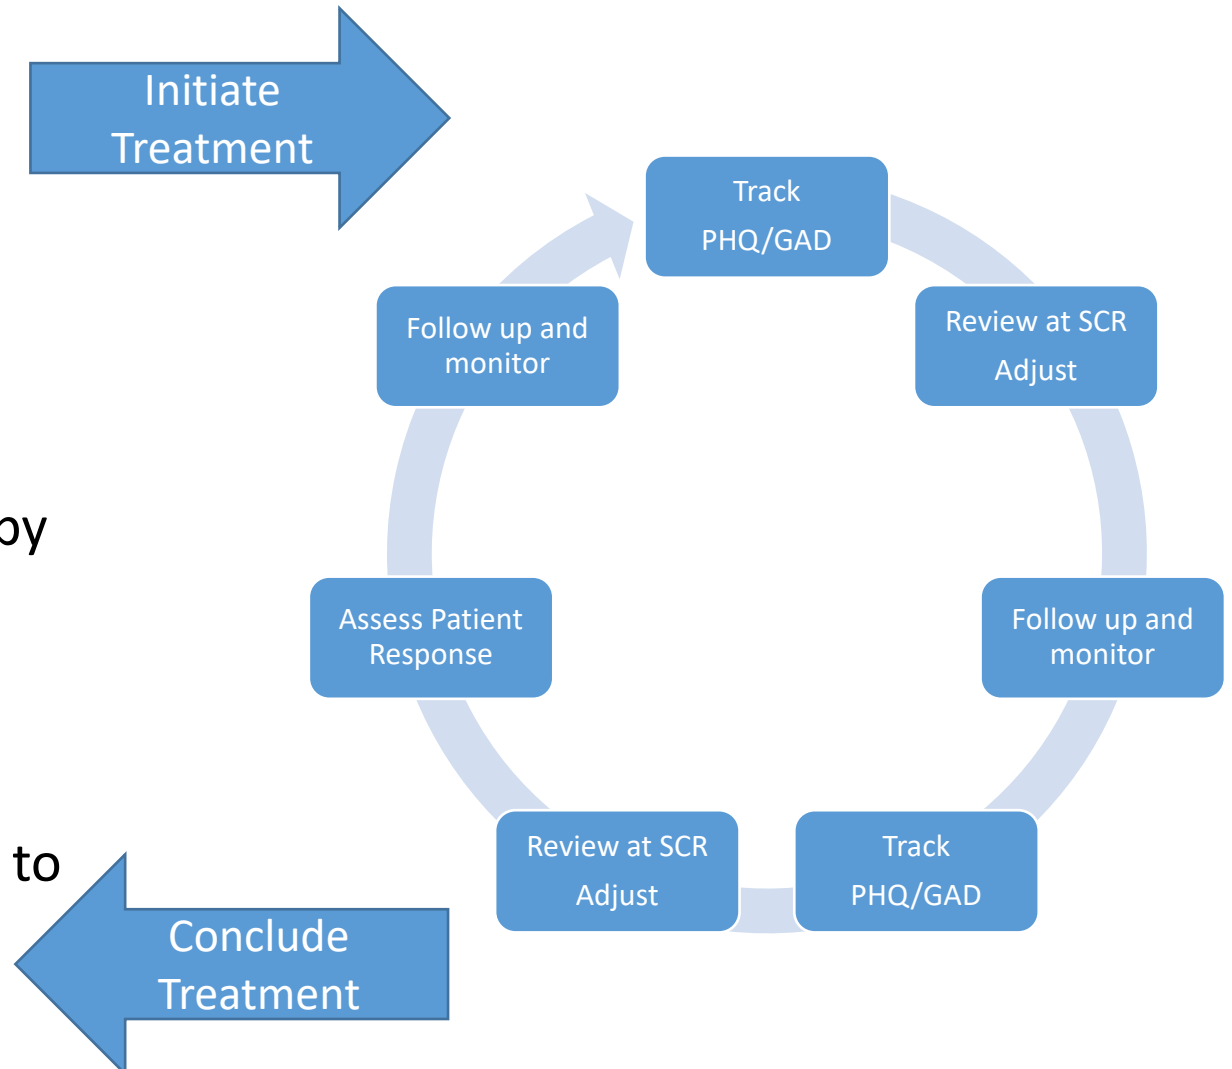 Initiate
Treatment
Track
PHQ/GAD
Review at SCR
Adjust
Follow up and
monitor
Track
PHQ/GAD
Review at SCR
Adjust
Assess Patient
Response
Follow up and
monitor
to
Conclude
Treatment